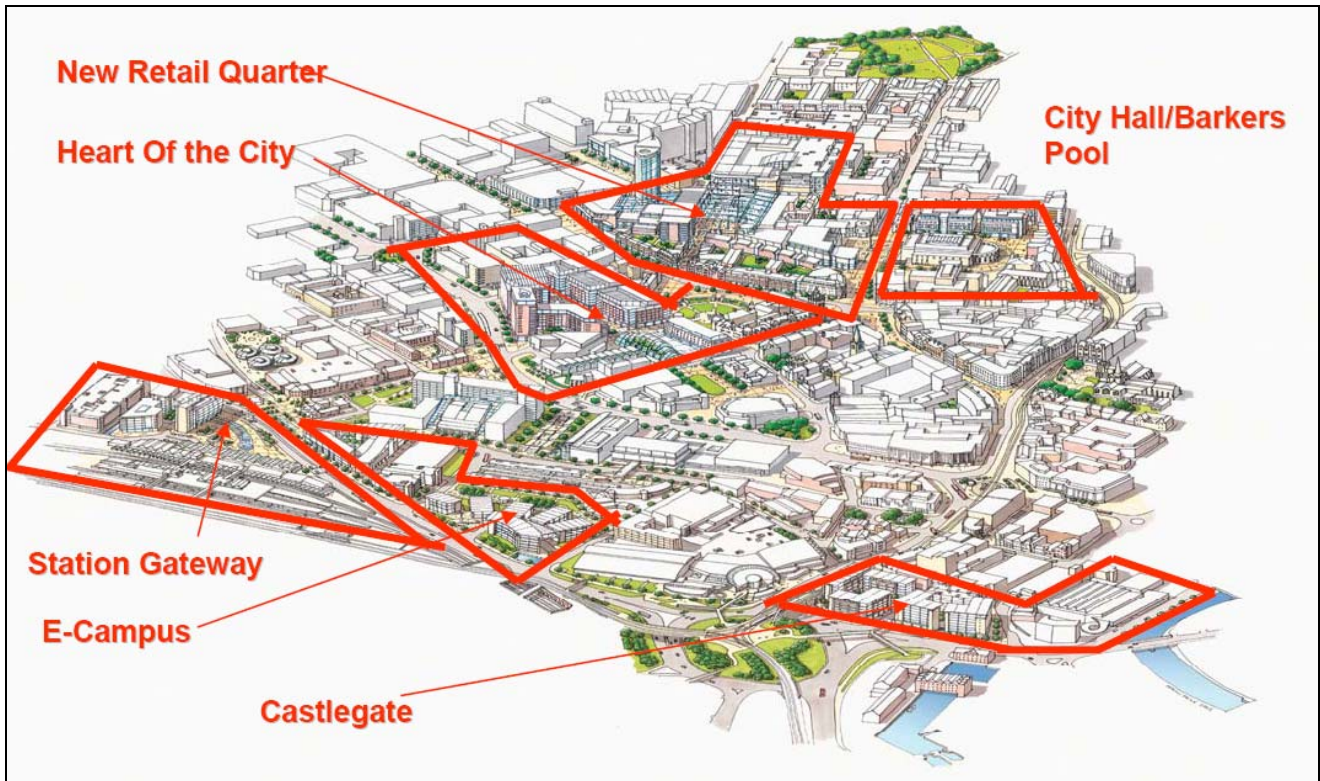 New Retail Quarter
Heart Of the City
City Hall/Barkers
Pool
Station Gateway
E-Campus
Castlegate